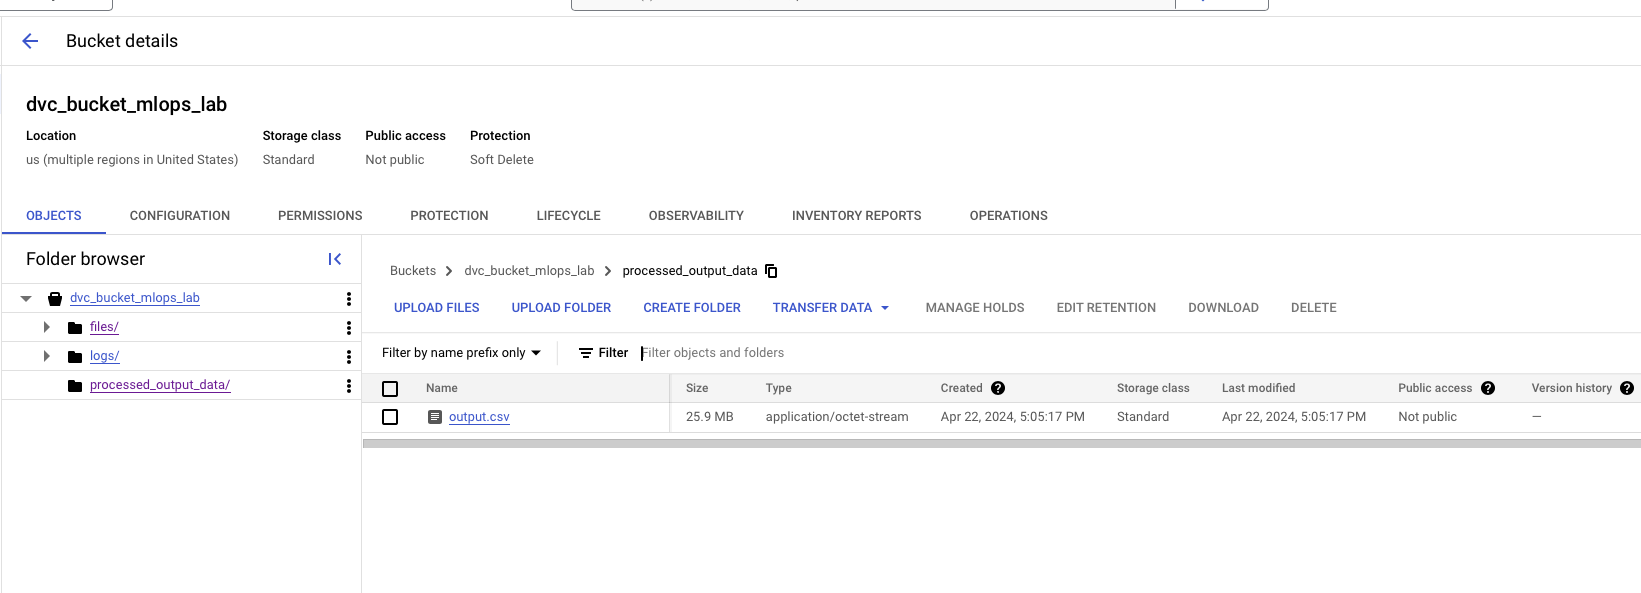 Bucket details
dvc_bucket_mlops_lab
Location Storage class Public access Protection
us (multiple regions in United States) Standard Not public Soft Delete
OBJECTS CONFIGURATION PERMISSIONS PROTECTION LIFECYCLE OBSERVABILITY INVENTORY REPORTS OPERATIONS
Folder browser
dvc_bucket_mlops_lab
files/
logs/
processed_output_data/
Buckets > dvc_bucket_mlops_lab > processed_output_data
UPLOAD FILES UPLOAD FOLDER CREATE FOLDER TRANSFER DATA MANAGE HOLDS EDIT RETENTION DOWNLOAD DELETE
Filter by name prefix only Filter Filter objects and folders
Name Size Type Created ? Storage class Last modified Public access ? Version history ?
output.csv 25.9 MB application/octet-stream Apr 22, 2024, 5:05:17 PM Standard Apr 22, 2024, 5:05:17 PM Not public —